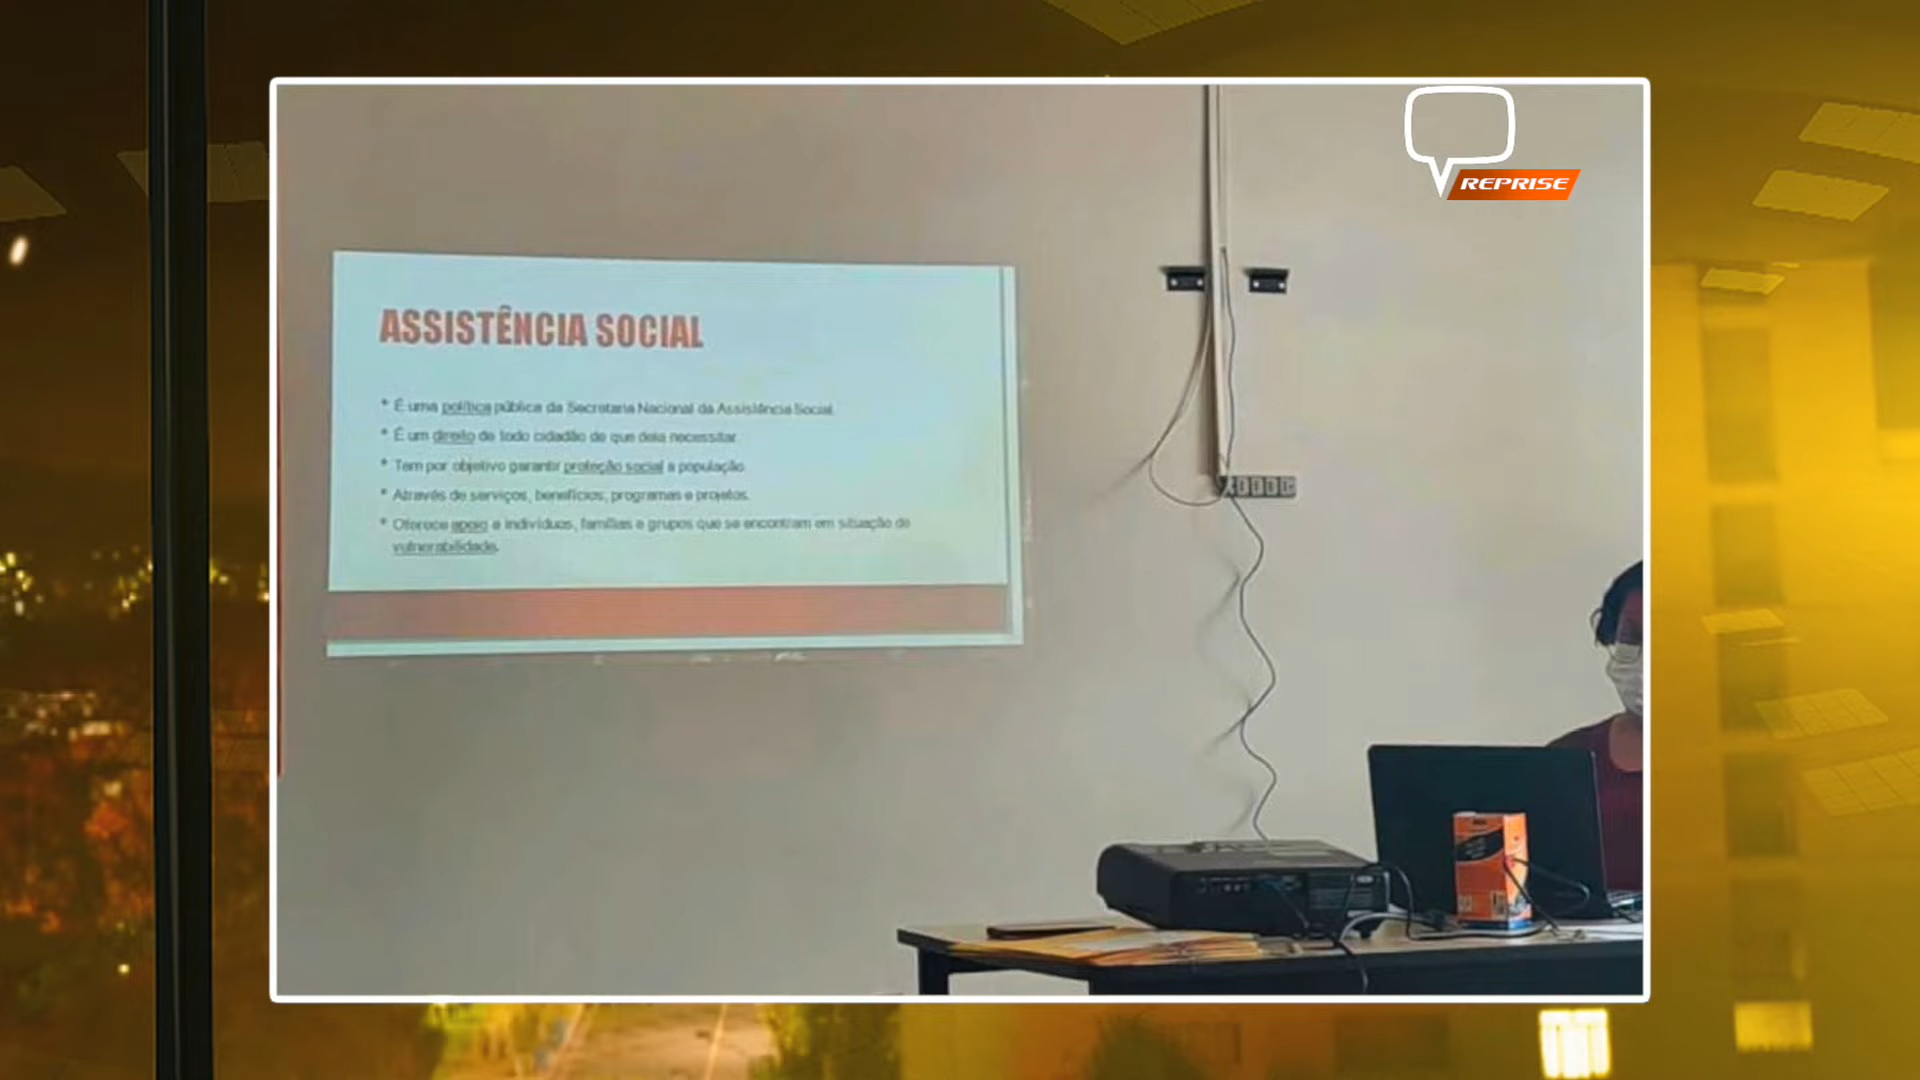 REPRISE
ASSISTÊNCIA SOCIAL
* É uma política pública da Secretaria Nacional da Assistência Social.
* É um direito de todo cidadão de que dela necessitar.
* Tem por objetivo garantir proteção social a população
* Através de serviços, benefícios, programas e projetos.
* Oferece apoio a indivíduos, famílias e grupos que se encontram em situação de
vulnerabilidade.